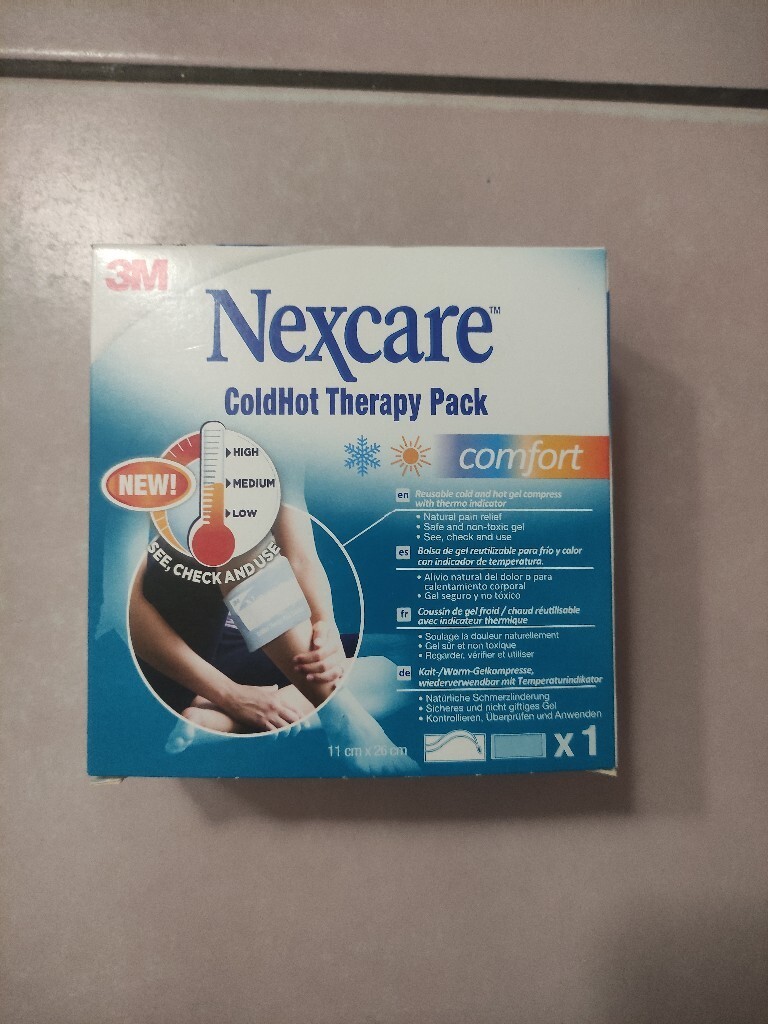 3M
Nexcare™
ColdHot Therapy Pack
comfort
NEW!
HIGH
MEDIUM
LOW
SEE, CHECK AND USE
en Reusable cold and hot gel compress
with thermo indicator
• Natural pain relief
• Safe and non-toxic gel
• See, check and use
es Bolsa de gel reutilizable para frío y calor
con indicador de temperatura.
• Alivio natural del dolor o para
calentamiento corporal
• Gel seguro y no tóxico
fr Coussin de gel froid / chaud réutilisable
avec indicateur thermique
• Soulage la douleur naturellement
• Gel sûr et non toxique
• Regarder, vérifier et utiliser
de Kalt-/Warm-Gelkompresse,
wiederverwendbar mit Temperaturindikator
• Natürliche Schmerzlinderung
• Sicheres und nicht giftiges Gel
• Kontrollieren, Überprüfen und Anwenden
11 cm x 26 cm
x 1